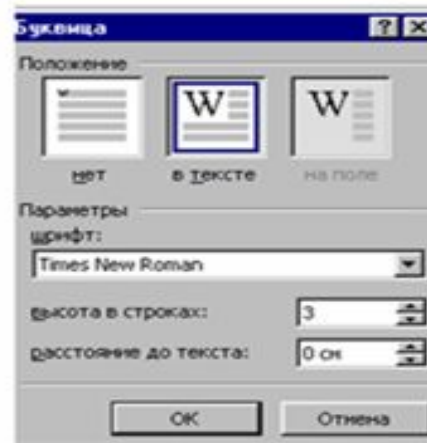 Буквица
Положение
W W
нет в тексте на поле
Параметры
шрифт:
Times New Roman
высота в строках: 3
расстояние до текста: 0 см
ОК Отмена